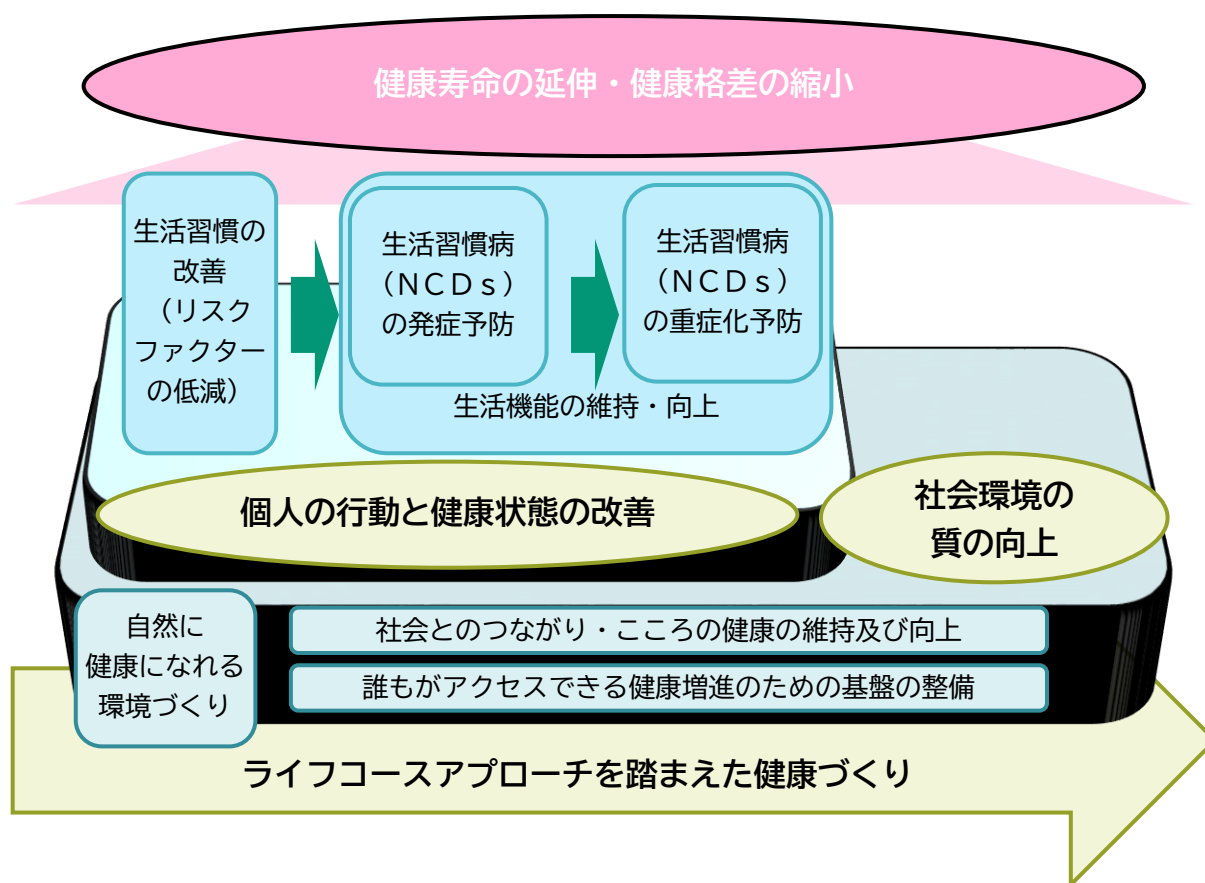 健康寿命の延伸・健康格差の縮小
生活習慣の
改善
（リスク
ファクター
の低減）
生活習慣病
（ＮＣＤｓ）
の発症予防
生活習慣病
（ＮＣＤｓ）
の重症化予防
生活機能の維持・向上
個人の行動と健康状態の改善
社会環境の
質の向上
自然に
健康になれる
環境づくり
社会とのつながり・こころの健康の維持及び向上
誰もがアクセスできる健康増進のための基盤の整備
ライフコースアプローチを踏まえた健康づくり